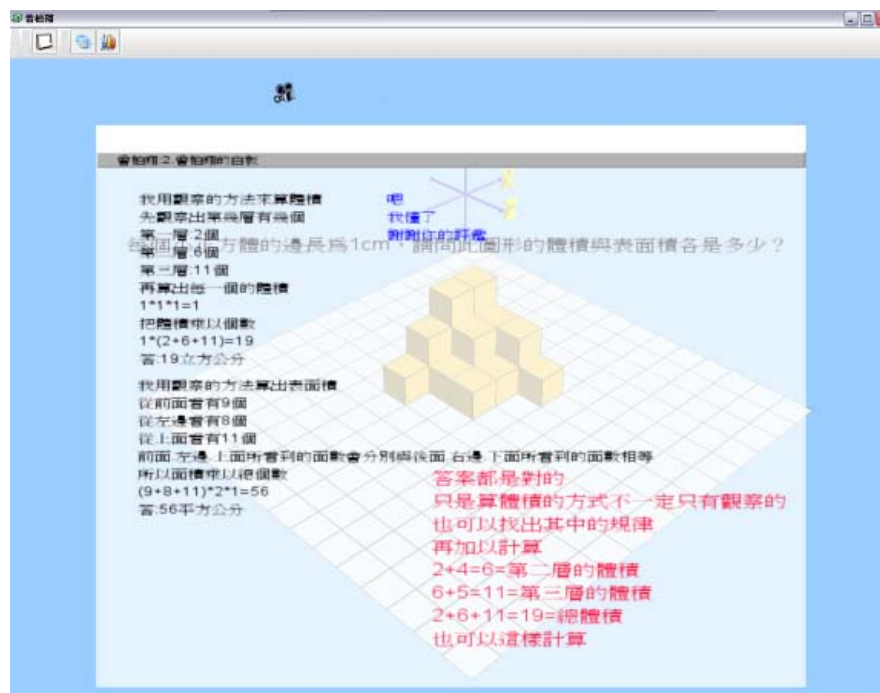 曾柏翔:2.曾柏翔的白板
每個小正方體的邊長為1cm,請問此圖形的體積與表面積各是多少?
我用觀察的方法來算體積
先觀察出第幾層有幾個
第一層:2個
第二層:6個
第三層:11個
再算出每一個的體積
1*1*1=1
把體積乘以個數
1*(2+6+11)=19
答:19立方公分
吧
我懂了
謝謝你的評鑑
我用觀察的方法算出表面積
從前面看有9個
從左邊看有8個
從上面看有11個
前面.左邊.上面所看到的面數會分別與後面.右邊.下面所看到的面數相等
所以面積乘以總個數
(9+8+11)*2*1=56
答:56平方公分
答案都是對的
只是算體積的方式不一定只有觀察的
也可以找出其中的規律
再加以計算
2+4=6=第二層的體積
6+5=11=第三層的體積
2+6+11=19=總體積
也可以這樣計算